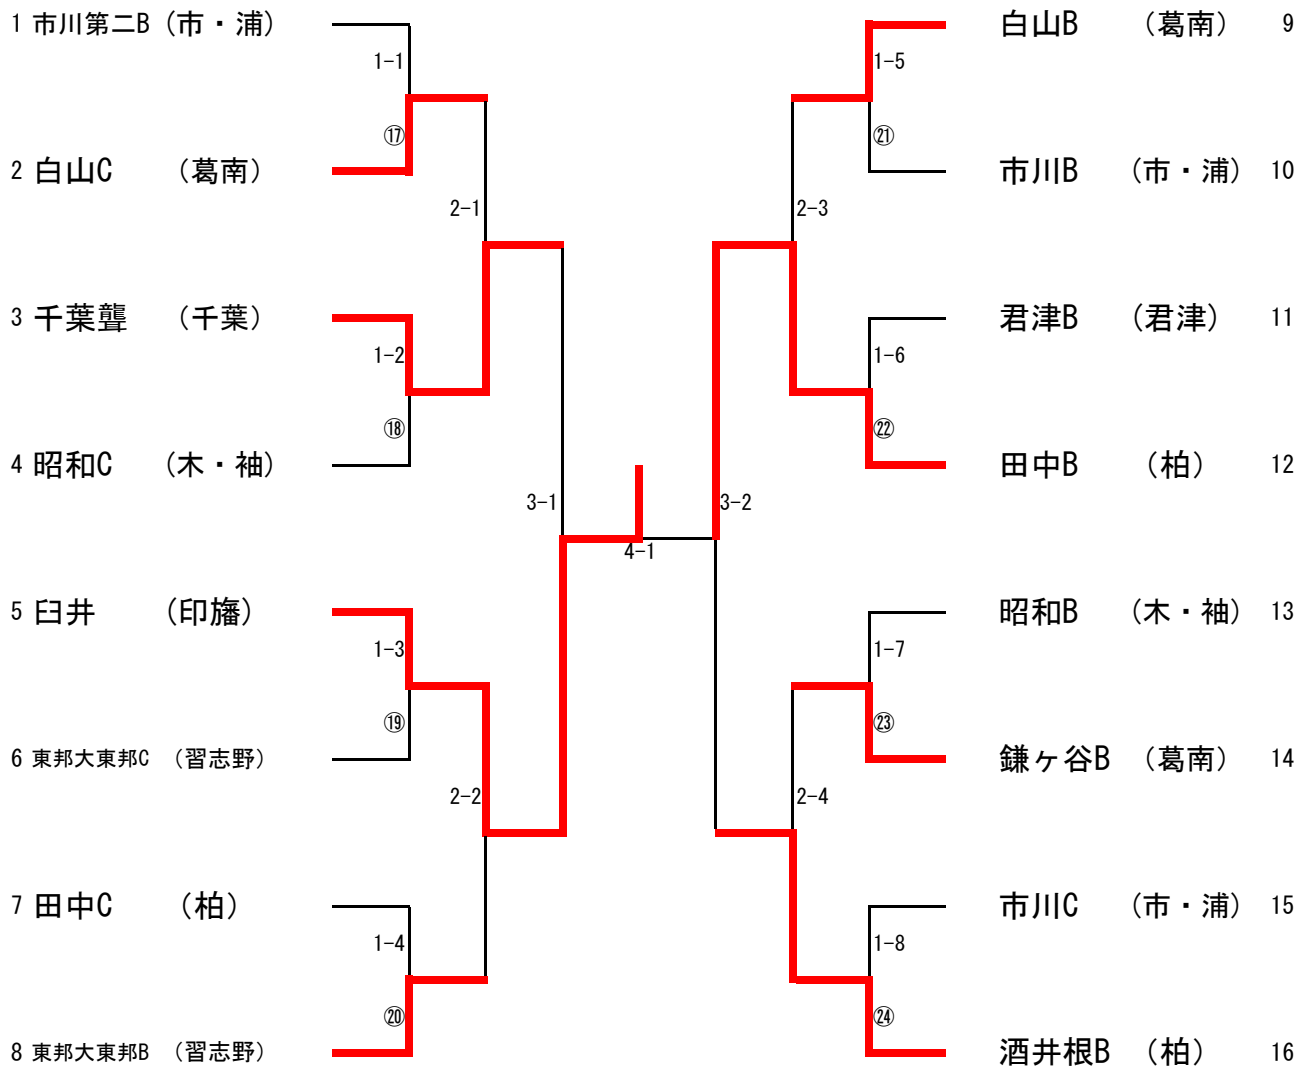 1 市川第二B (市・浦)
1-1
⑰
2 白山C (葛南)
2-1
3 千葉聾 (千葉)
1-2
⑱
4 昭和C (木・袖)
3-1
5 臼井 (印旛)
1-3
⑲
6 東邦大東邦C (習志野)
2-2
7 田中C (柏)
1-4
⑳
8 東邦大東邦B (習志野)
4-1
白山B (葛南) 9
1-5
㉑
市川B (市・浦) 10
2-3
君津B (君津) 11
1-6
㉒
田中B (柏) 12
3-2
昭和B (木・袖) 13
1-7
㉓
鎌ヶ谷B (葛南) 14
2-4
市川C (市・浦) 15
1-8
㉔
酒井根B (柏) 16